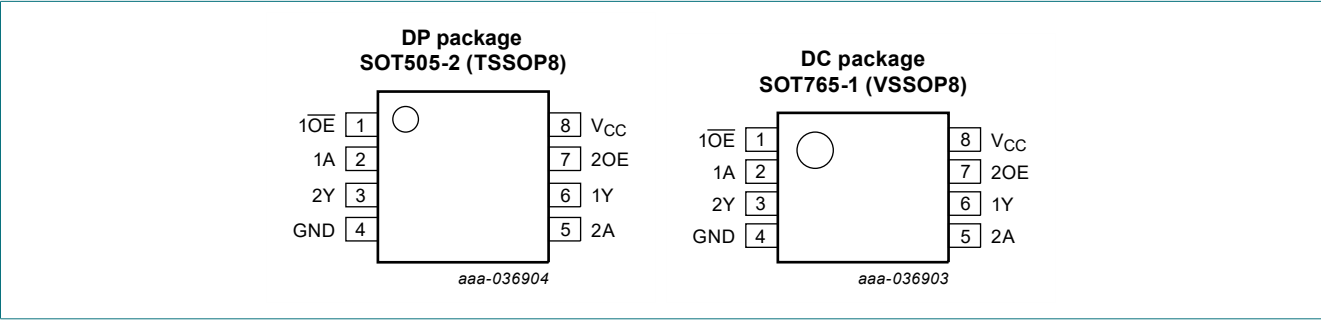 DP package
SOT505-2 (TSSOP8)
1O̅E̅ 1
1A 2
2Y 3
GND 4
8 VCC
7 2OE
6 1Y
5 2A
aaa-036904
DC package
SOT765-1 (VSSOP8)
1O̅E̅ 1
1A 2
2Y 3
GND 4
8 VCC
7 2OE
6 1Y
5 2A
aaa-036903